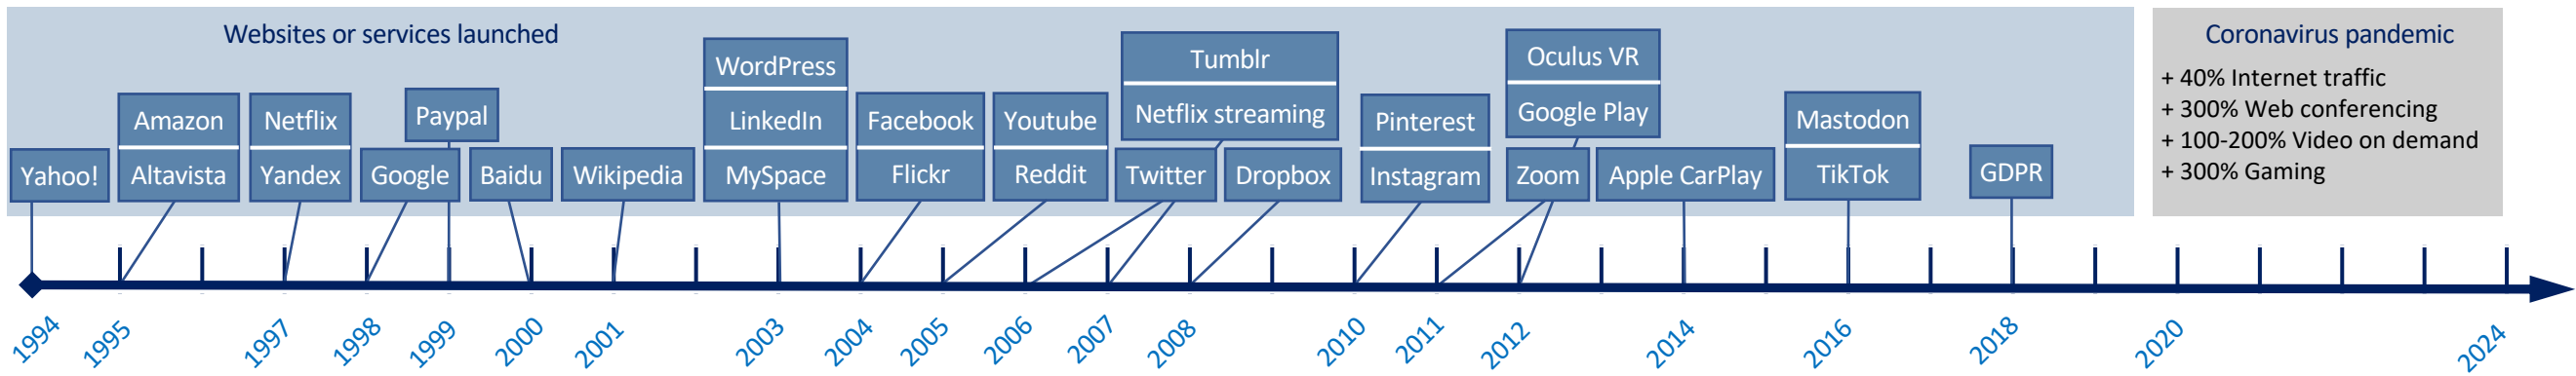 Websites or services launched
Coronavirus pandemic
+ 40% Internet traffic
+ 300% Web conferencing
+ 100-200% Video on demand
+ 300% Gaming
Yahoo!
Amazon
Altavista
Netflix
Yandex
Google
Paypal
Baidu
Wikipedia
WordPress
LinkedIn
MySpace
Facebook
Flickr
Youtube
Reddit
Tumblr
Netflix streaming
Twitter
Dropbox
Pinterest
Instagram
Oculus VR
Google Play
Zoom
Apple CarPlay
Mastodon
TikTok
GDPR
1994
1995
1997
1998
1999
2000
2001
2003
2004
2005
2006
2007
2008
2010
2011
2012
2014
2016
2018
2020
2024